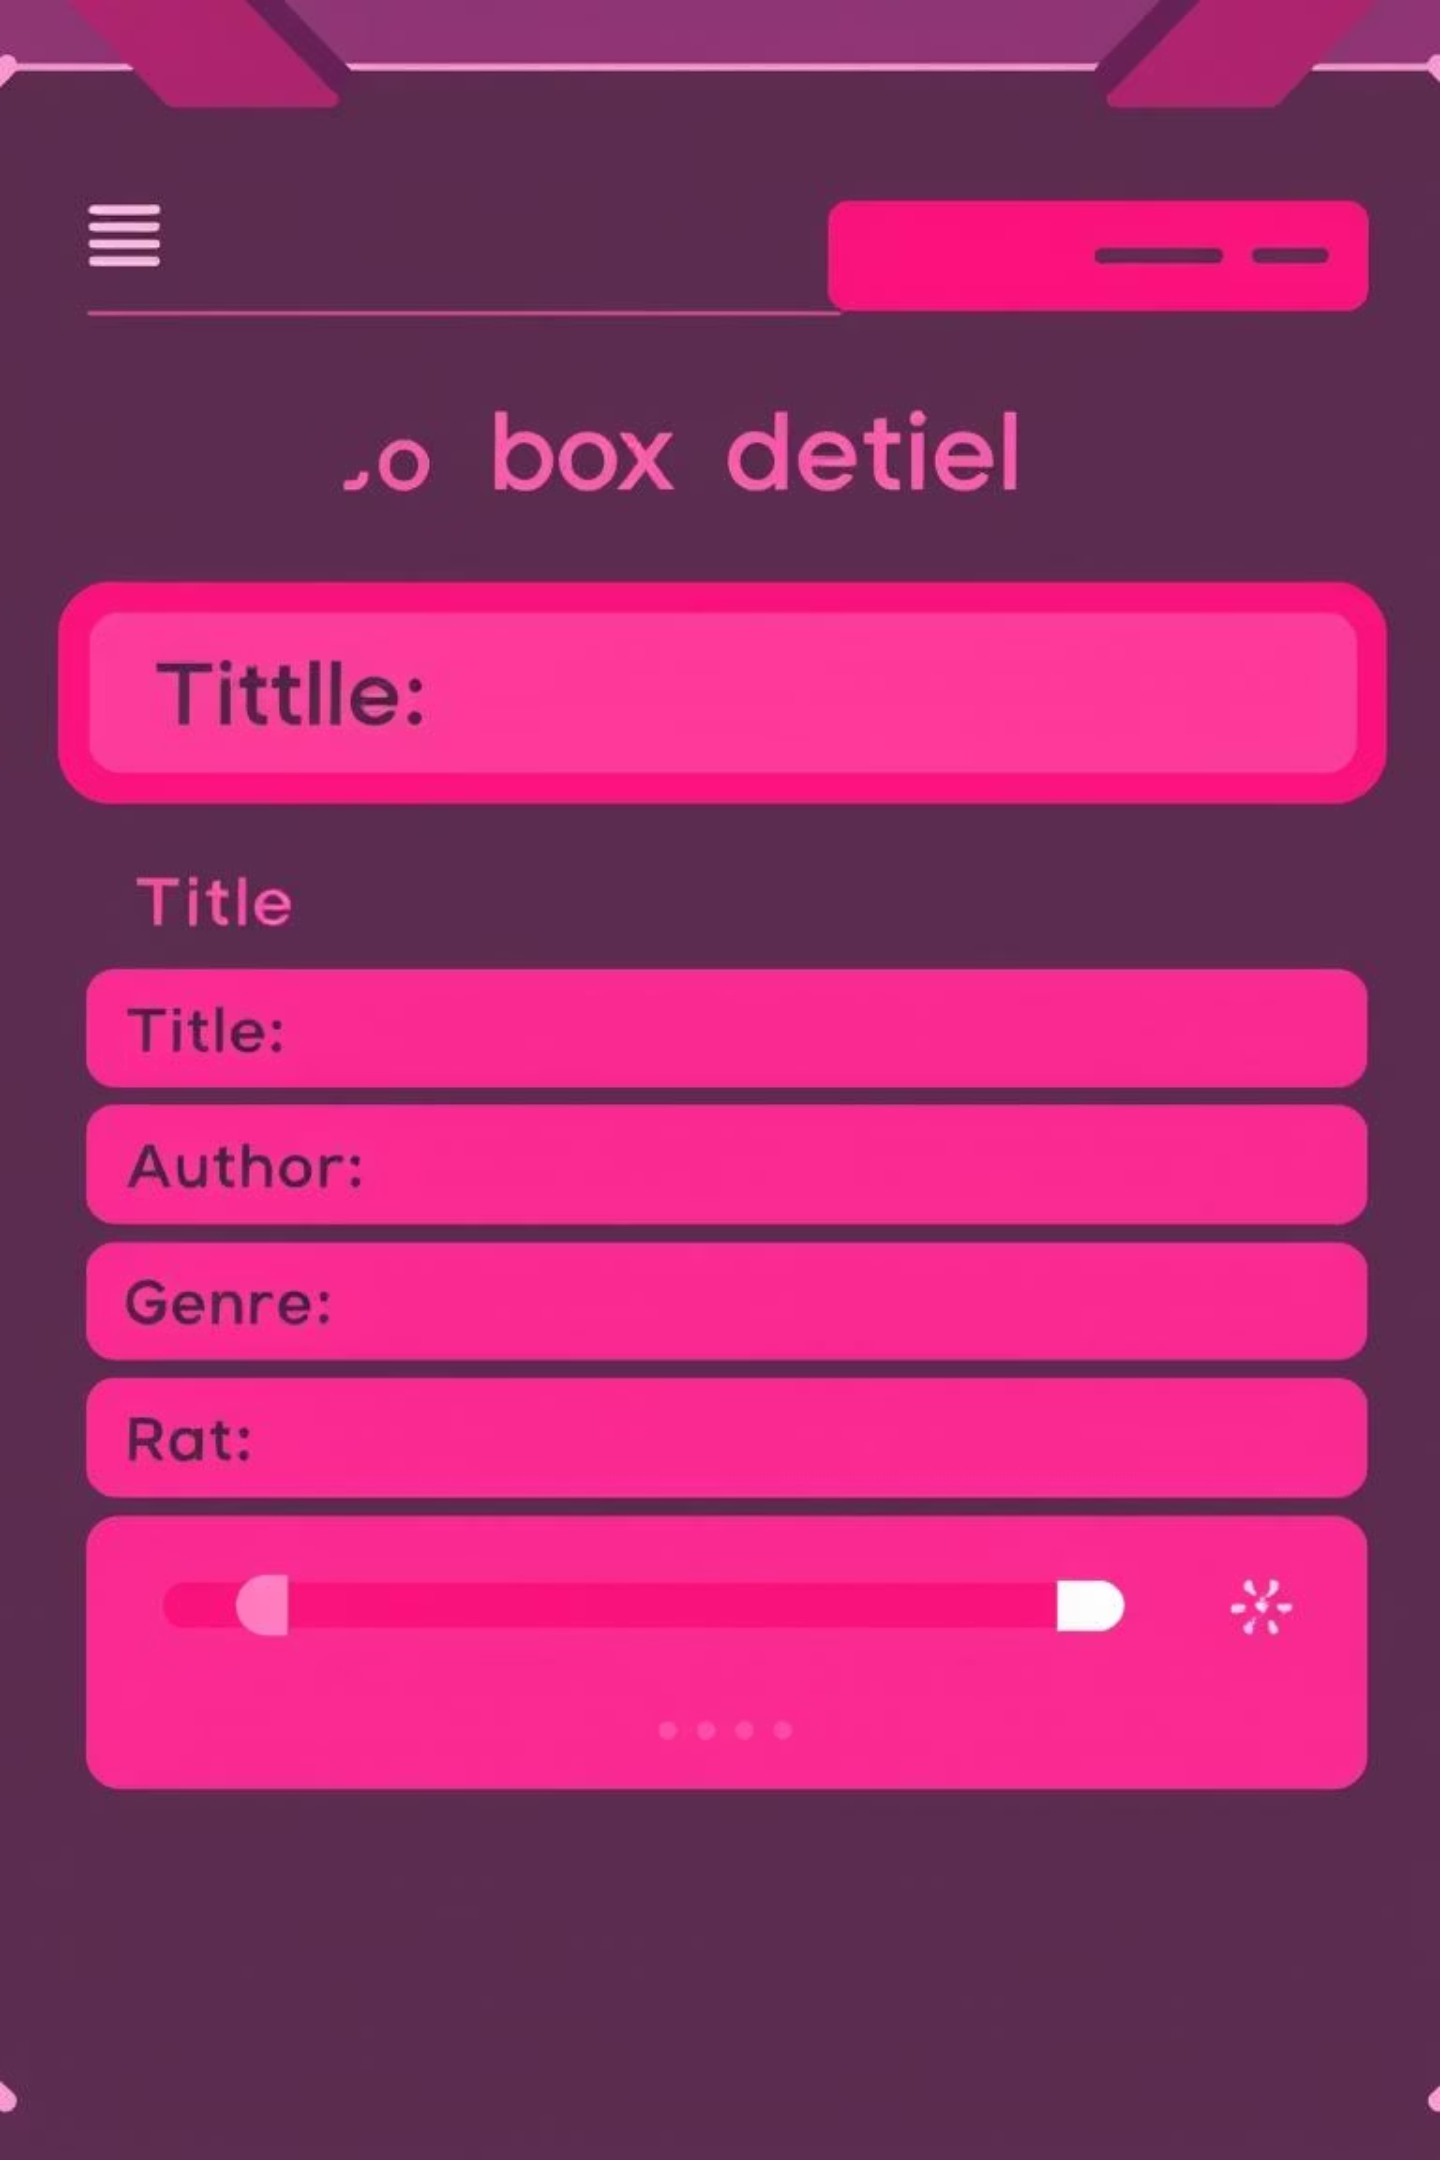 box detiel
Tittlle:
Title
Title:
Author:
Genre:
Rat: